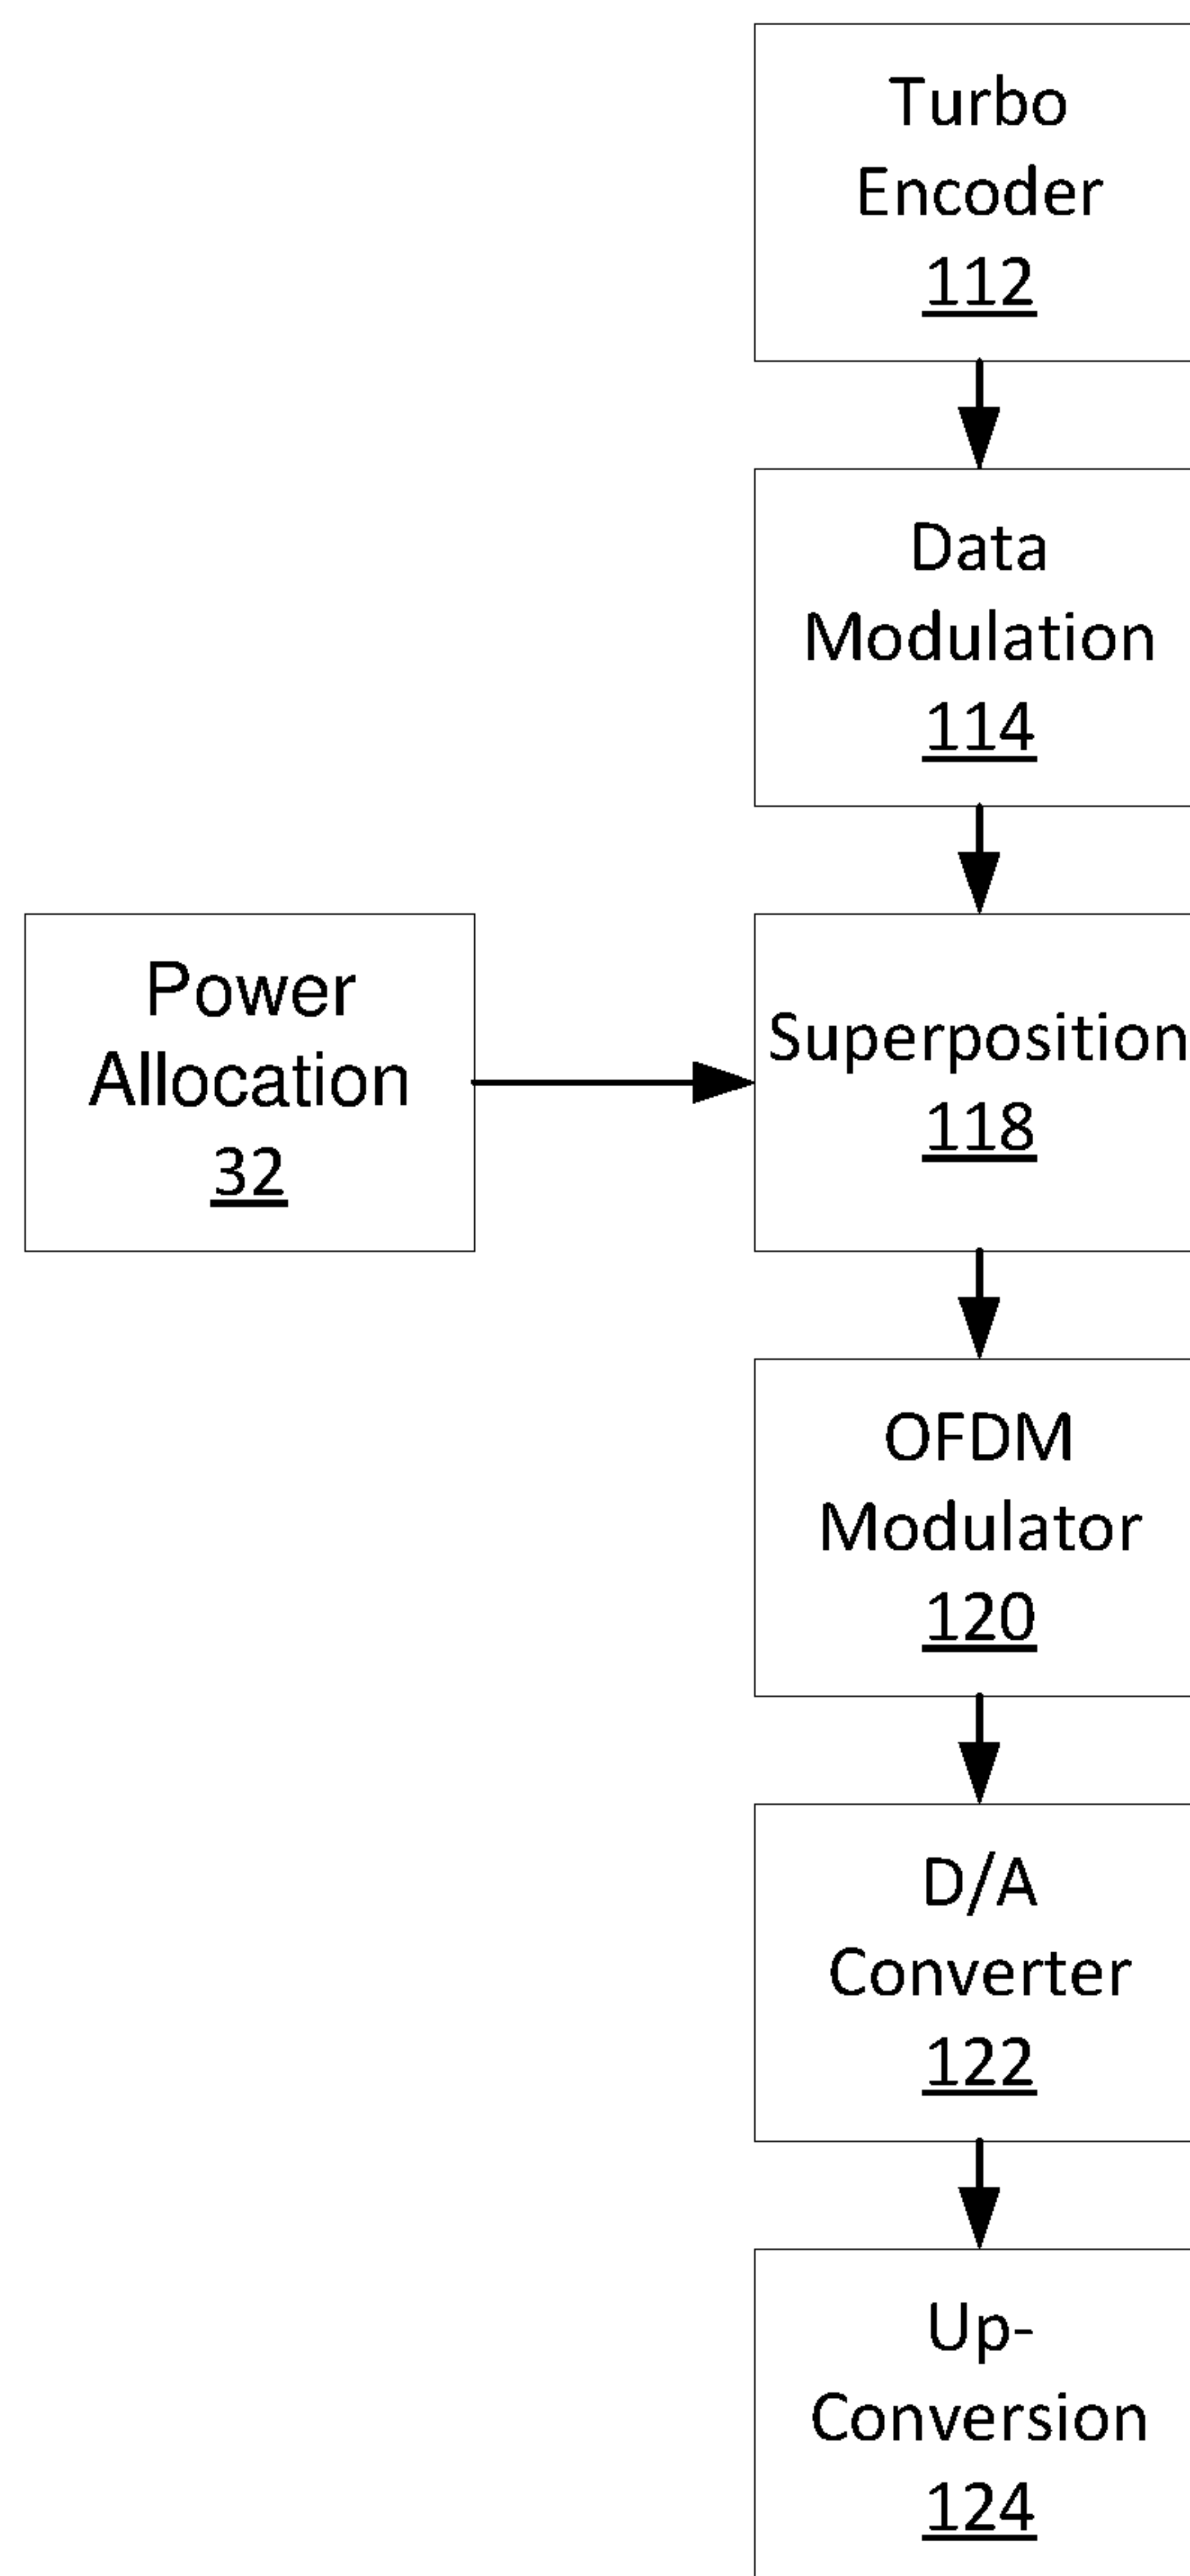 Turbo
Encoder
112
Data
Modulation
114
Power
Allocation
32
Superposition
118
OFDM
Modulator
120
D/A
Converter
122
Up-
Conversion
124